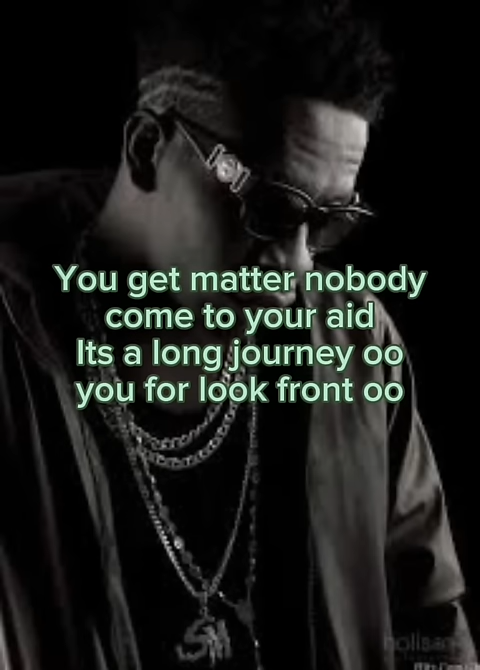 You get matter nobody
come to your aid
Its a long journey oo
you for look front oo